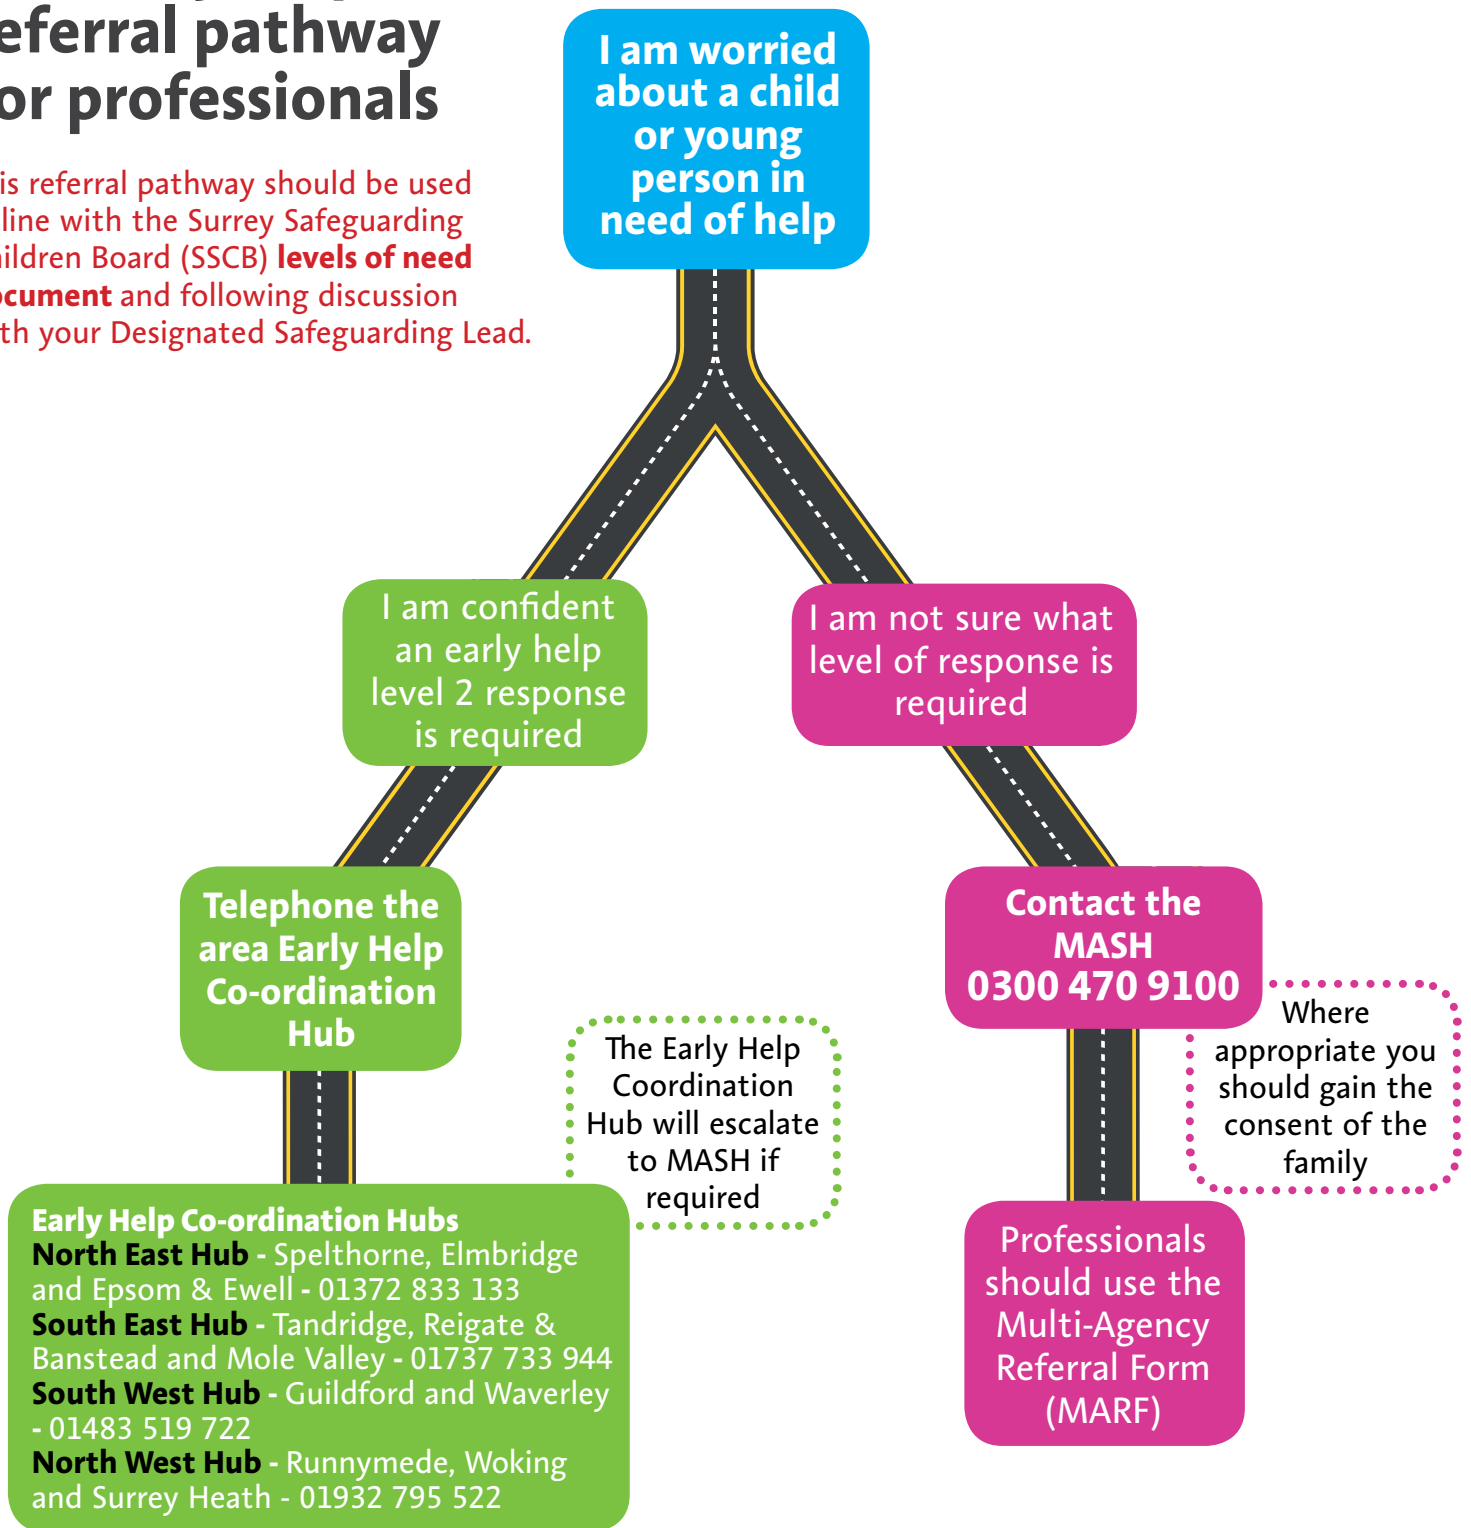 referral pathway
for professionals
is referral pathway should be used
line with the Surrey Safeguarding
ildren Board (SSCB) levels of need
ocument and following discussion
th your Designated Safeguarding Lead.
I am worried
about a child
or young
person in
need of help
I am confident
an early help
level 2 response
is required
I am not sure what
level of response is
required
Telephone the
area Early Help
Co-ordination
Hub
Contact the
MASH
0300 470 9100
The Early Help
Coordination
Hub will escalate
to MASH if
required
Where
appropriate you
should gain the
consent of the
family
Early Help Co-ordination Hubs
North East Hub - Spelthorne, Elmbridge
and Epsom & Ewell - 01372 833 133
South East Hub - Tandridge, Reigate &
Banstead and Mole Valley - 01737 733 944
South West Hub - Guildford and Waverley
- 01483 519 722
North West Hub - Runnymede, Woking
and Surrey Heath - 01932 795 522
Professionals
should use the
Multi-Agency
Referral Form
(MARF)